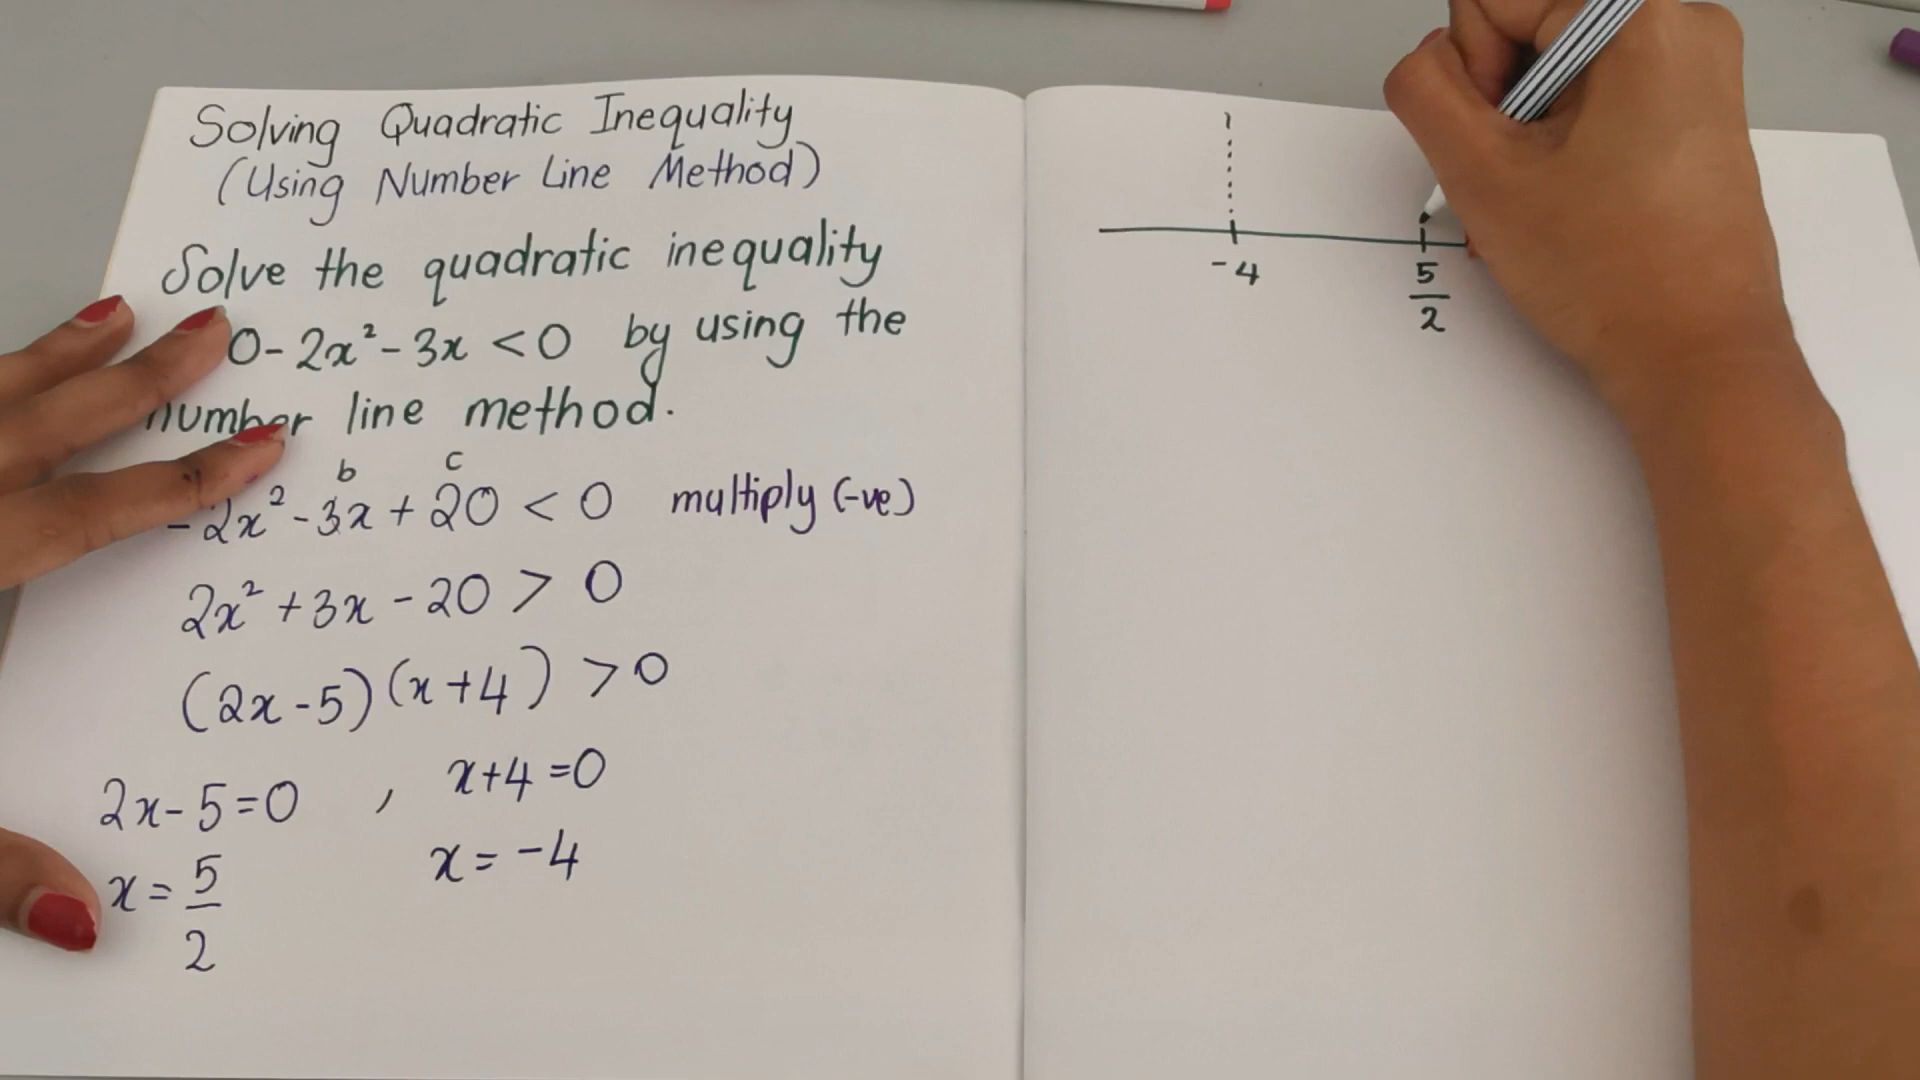 Solving Quadratic Inequality
(Using Number Line Method)
Solve the quadratic inequality
0-2x²-3x <0 by using the
number line method.
b c
-2x²-3x+20 < 0 multiply (-ve)
2x²+3x-20 > 0
(2x-5)(x+4) >0
2x-5=0 , x+4=0
x=5/2 x=-4
-4 5/2